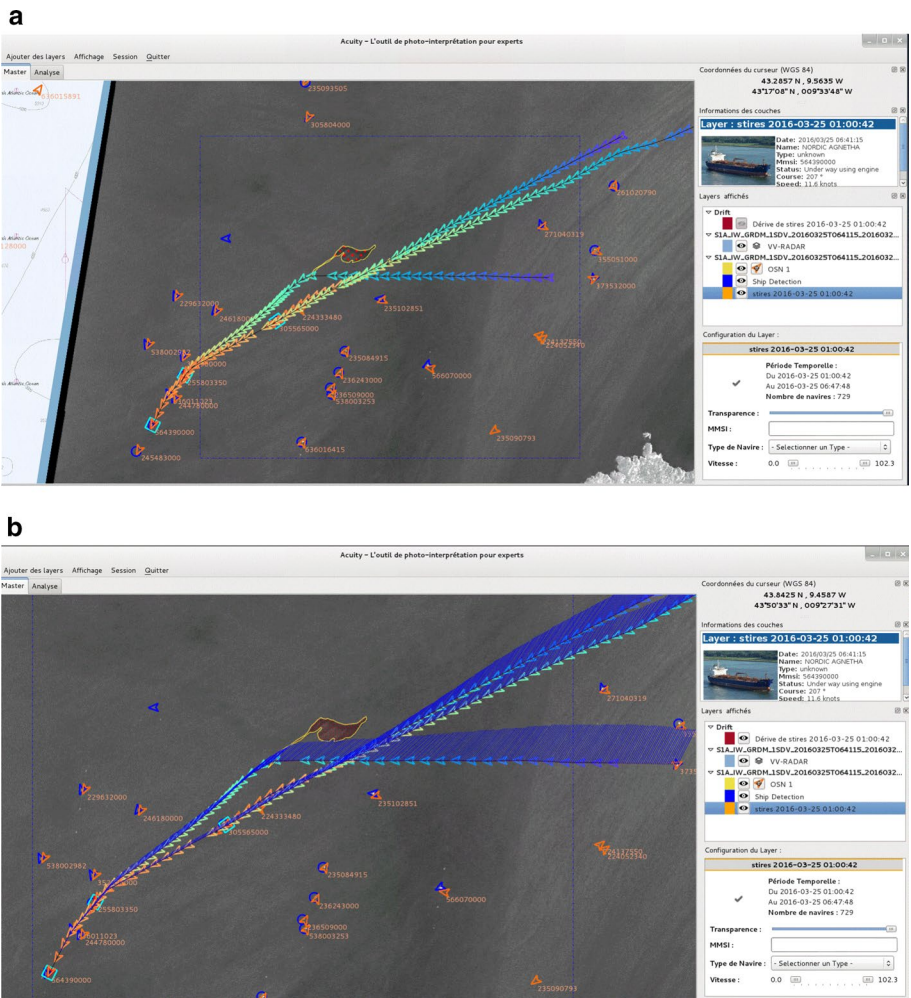 a
Acuity - L'outil de photo-interprétation pour experts
Ajouter des layers Affichage Session Quitter
Master Analyse
Coordonnées du curseur (WGS 84)
43.2857 N , 9.5635 W
43°17'08" N , 009°33'48" W
Informations des couches
Layer : stires 2016-03-25 01:00:42
Date: 2016/03/25 06:41:15
Name: NORDIC AGNETHA
Type: unknown
Mmsi: 564390000
Status: Under way using engine
Course: 207 °
Speed: 11.6 knots
Layers affichés
Drift
Dérive de stires 2016-03-25 01:00:42
S1A_IW_GRDM_1SDV_20160325T064115_2016032...
VV-RADAR
S1A_IW_GRDM_1SDV_20160325T064115_2016032...
OSN 1
Ship Detection
stires 2016-03-25 01:00:42
Configuration du Layer :
stires 2016-03-25 01:00:42
Période Temporelle :
Du 2016-03-25 01:00:42
Au 2016-03-25 06:47:48
Nombre de navires : 729
Transparence :
MMSI :
Type de Navire : - Selectionner un Type -
Vitesse : 0.0 102.3
636015891
235093505
305804000
261020790
271040319
355051000
373532000
229632000
246180000
224333480
235102851
305565000
538002982
235084915
566070000
236243000
255803350
538003253
244780000
564390000
245483000
636016415
235090793
224052340
b
Acuity - L'outil de photo-interprétation pour experts
Ajouter des layers Affichage Session Quitter
Master Analyse
Coordonnées du curseur (WGS 84)
43.8425 N , 9.4587 W
43°50'33" N , 009°27'31" W
Informations des couches
Layer : stires 2016-03-25 01:00:42
Date: 2016/03/25 06:41:15
Name: NORDIC AGNETHA
Type: unknown
Mmsi: 564390000
Status: Under way using engine
Course: 207 °
Speed: 11.6 knots
Layers affichés
Drift
Dérive de stires 2016-03-25 01:00:42
S1A_IW_GRDM_1SDV_20160325T064115_2016032...
VV-RADAR
S1A_IW_GRDM_1SDV_20160325T064115_2016032...
OSN 1
Ship Detection
stires 2016-03-25 01:00:42
Configuration du Layer :
stires 2016-03-25 01:00:42
Période Temporelle :
Du 2016-03-25 01:00:42
Au 2016-03-25 06:47:48
Nombre de navires : 729
Transparence :
MMSI :
Type de Navire : - Selectionner un Type -
Vitesse : 0.0 102.3
271040319
229632000
246180000
224333480
235102851
305565000
538002982
224052340
235084915
566070000
236243000
255803350
236509000
538003253
244780000
564390000
235090793